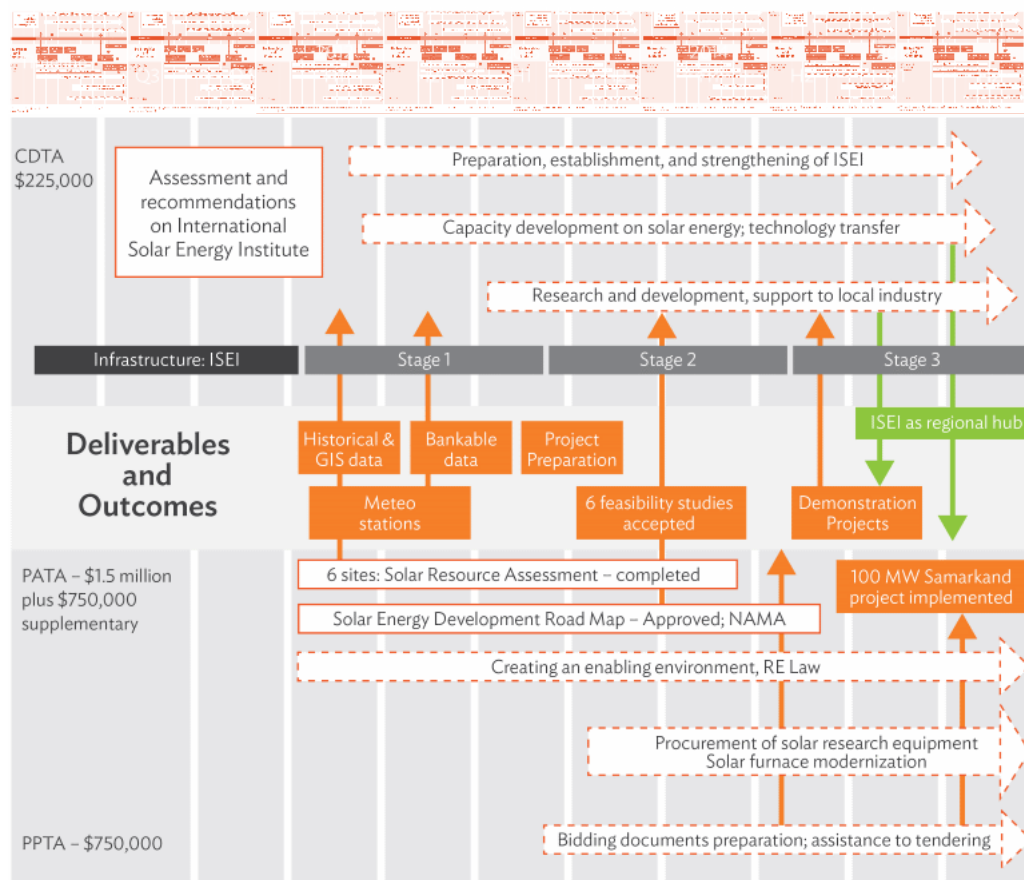 CDTA
$225,000
Assessment and
recommendations
on International
Solar Energy Institute
Preparation, establishment, and strengthening of ISEI
Capacity development on solar energy; technology transfer
Research and development, support to local industry
Infrastructure: ISEI
Stage 1
Stage 2
Stage 3
ISEI as regional hub
Deliverables
and
Outcomes
Historical &
GIS data
Bankable
data
Project
Preparation
Meteo
stations
6 feasibility studies
accepted
Demonstration
Projects
PATA – $1.5 million
plus $750,000
supplementary
6 sites: Solar Resource Assessment – completed
100 MW Samarkand
project implemented
Solar Energy Development Road Map – Approved; NAMA
Creating an enabling environment, RE Law
Procurement of solar research equipment
Solar furnace modernization
PPTA – $750,000
Bidding documents preparation; assistance to tendering